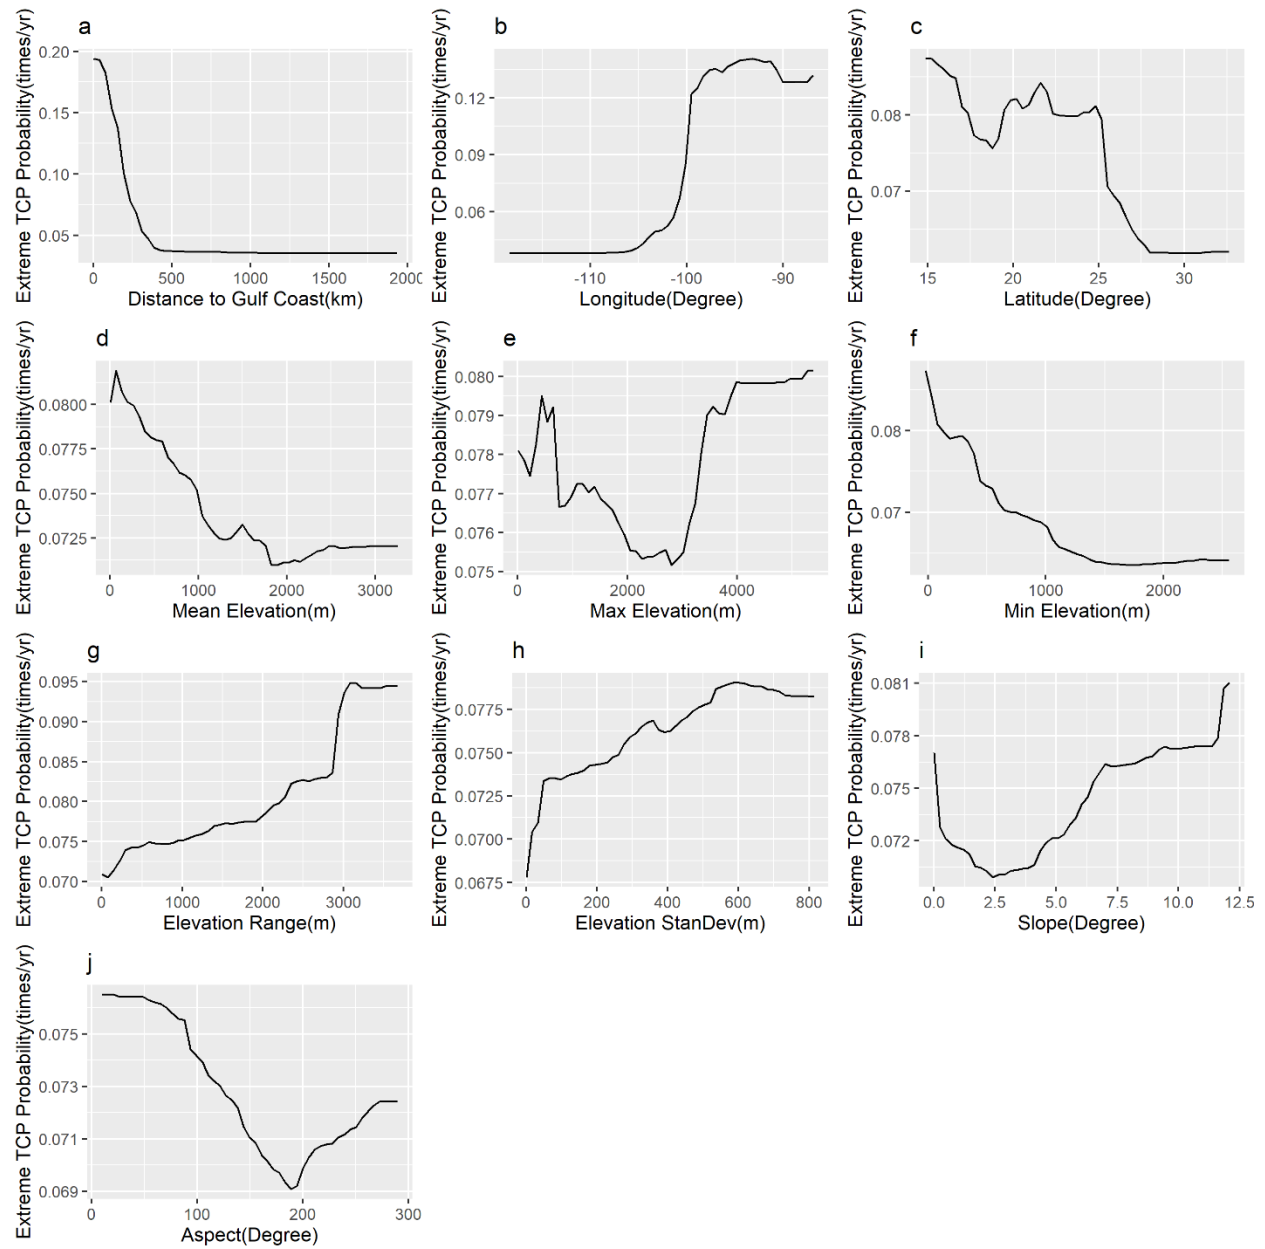 a
Extreme TCP Probability(times/yr)
0.20
0.15
0.10
0.05
0 500 1000 1500 2000
Distance to Gulf Coast(km)
b
Extreme TCP Probability(times/yr)
0.12
0.09
0.06
-110 -100 -90
Longitude(Degree)
c
Extreme TCP Probability(times/yr)
0.08
0.07
15 20 25 30
Latitude(Degree)
d
Extreme TCP Probability(times/yr)
0.0800
0.0775
0.0750
0.0725
0 1000 2000 3000
Mean Elevation(m)
e
Extreme TCP Probability(times/yr)
0.080
0.079
0.078
0.077
0.076
0.075
0 2000 4000
Max Elevation(m)
f
Extreme TCP Probability(times/yr)
0.08
0.07
0 1000 2000
Min Elevation(m)
g
Extreme TCP Probability(times/yr)
0.095
0.090
0.085
0.080
0.075
0.070
0 1000 2000 3000
Elevation Range(m)
h
Extreme TCP Probability(times/yr)
0.0775
0.0750
0.0725
0.0700
0.0675
0 200 400 600 800
Elevation StanDev(m)
i
Extreme TCP Probability(times/yr)
0.081
0.078
0.075
0.072
0.0 2.5 5.0 7.5 10.0 12.5
Slope(Degree)
j
Extreme TCP Probability(times/yr)
0.075
0.073
0.071
0.069
0 100 200 300
Aspect(Degree)